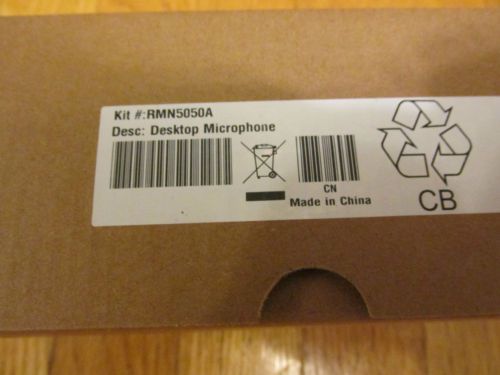 Kit #:RMN5050A
Desc: Desktop Microphone
CN
Made in China
CB